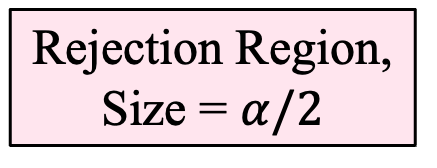 Rejection Region,
Size = 𝛼/2